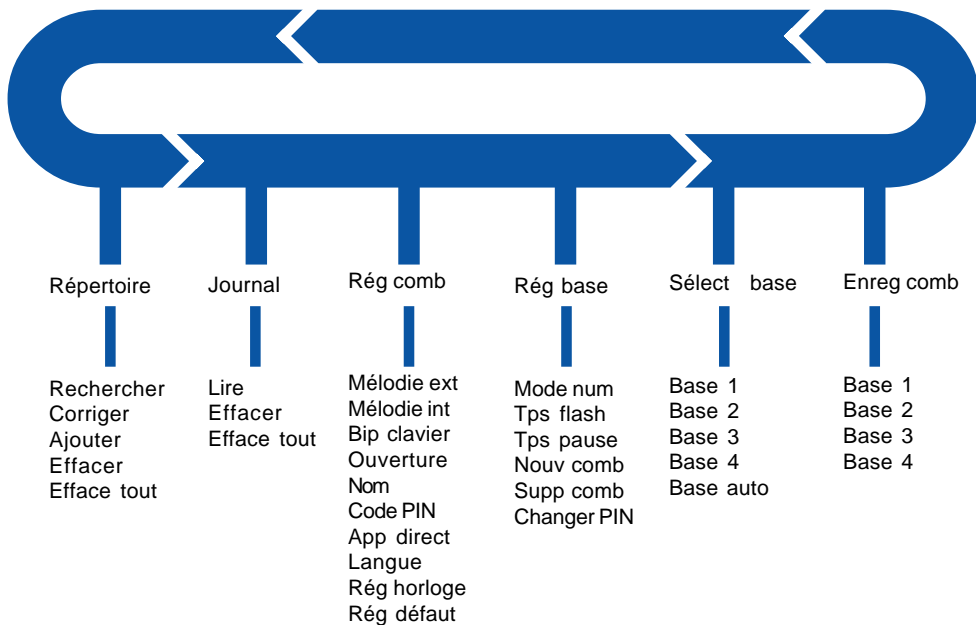 Répertoire
Journal
Rég comb
Rég base
Sélect base
Enreg comb
Rechercher
Corriger
Ajouter
Effacer
Efface tout
Lire
Effacer
Efface tout
Mélodie ext
Mélodie int
Bip clavier
Ouverture
Nom
Code PIN
App direct
Langue
Rég horloge
Rég défaut
Mode num
Tps flash
Tps pause
Nouv comb
Supp comb
Changer PIN
Base 1
Base 2
Base 3
Base 4
Base auto
Base 1
Base 2
Base 3
Base 4